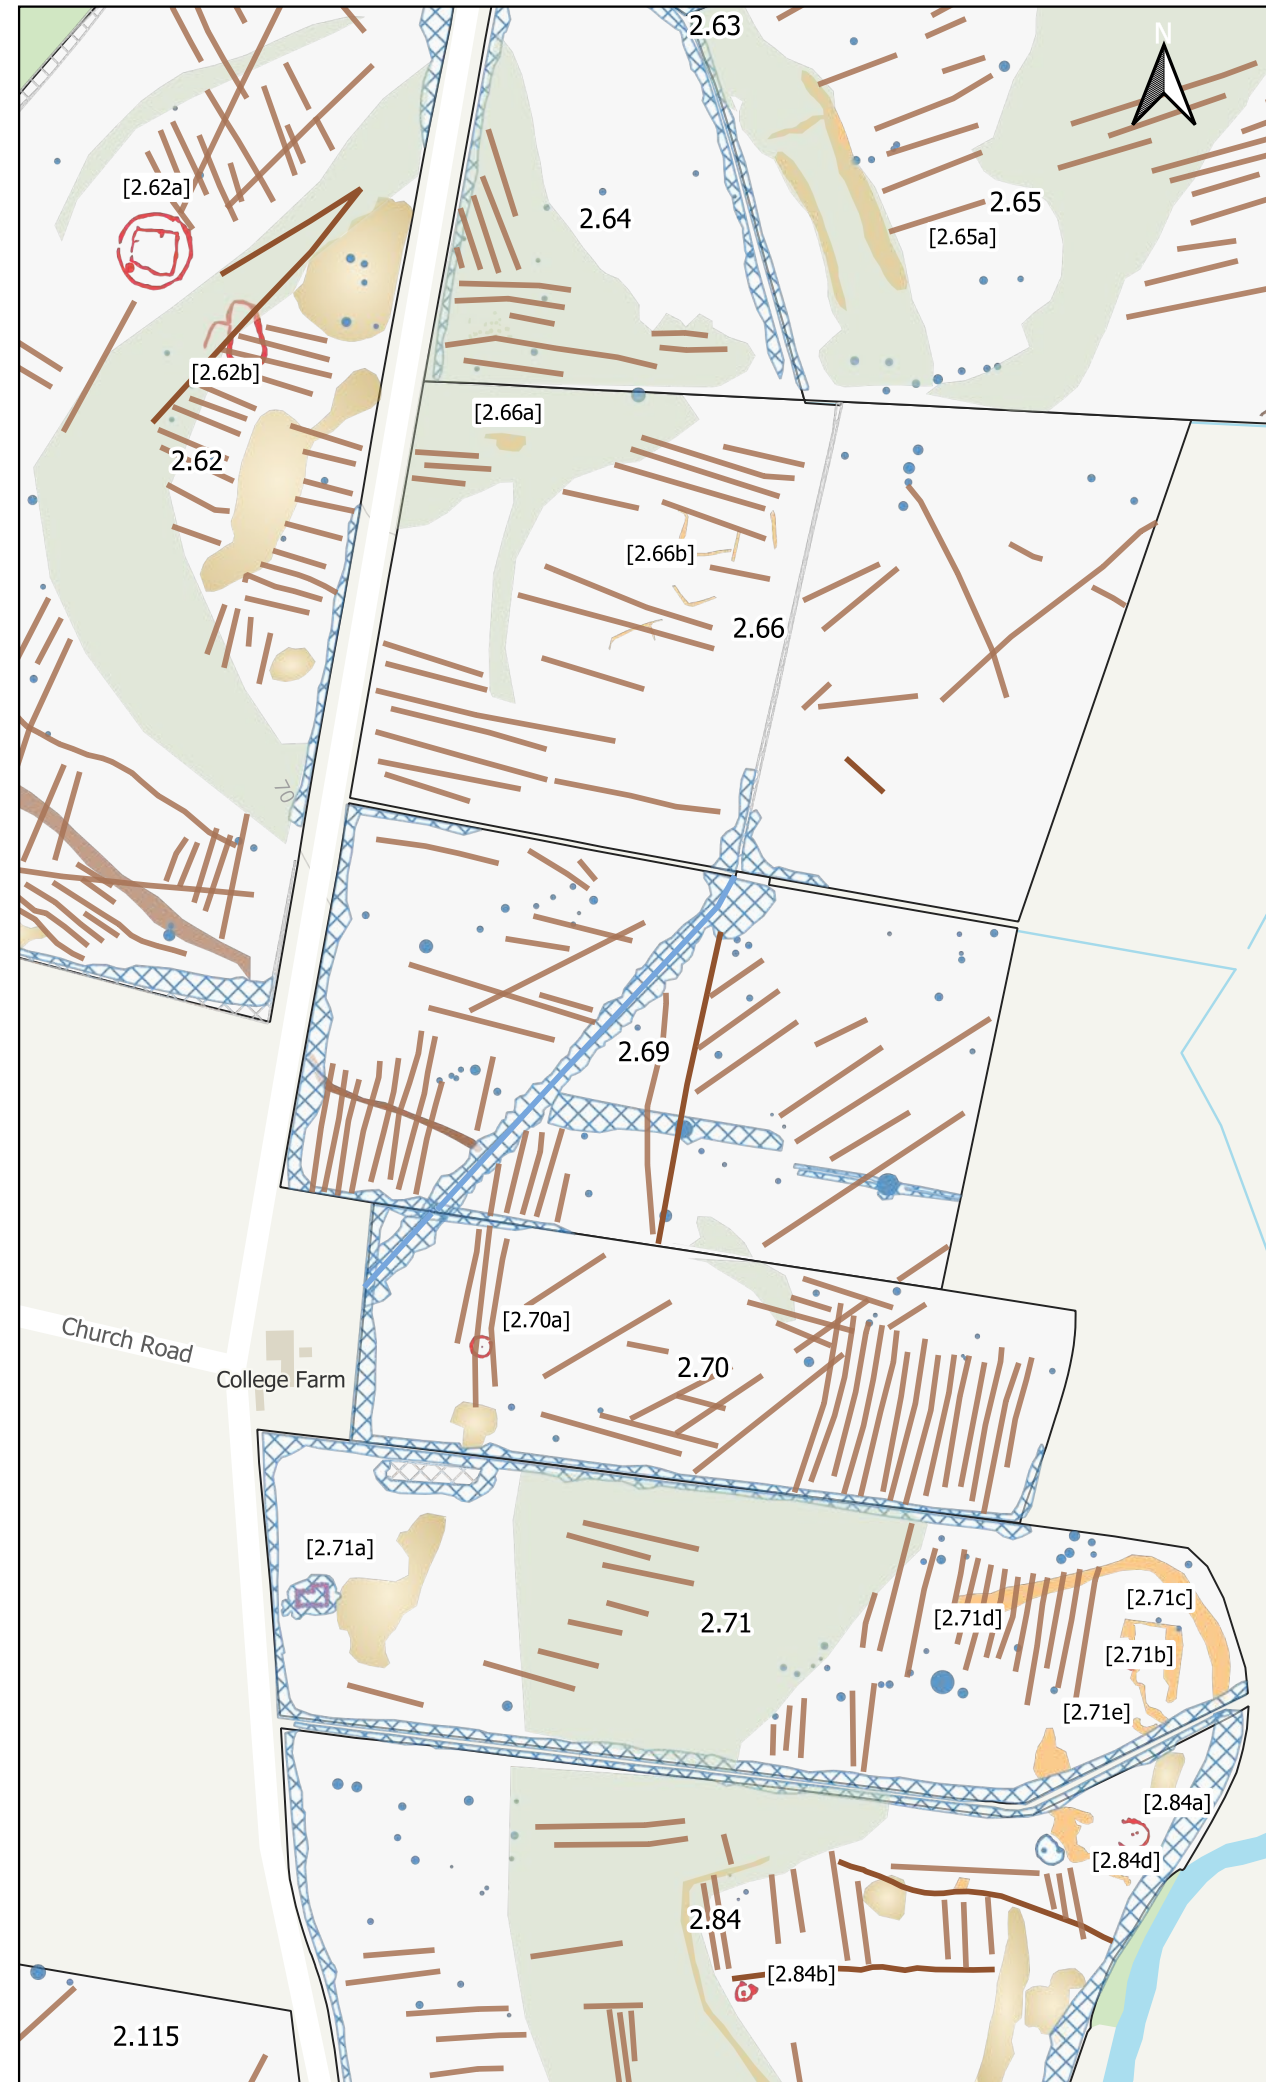 2.63
N
[2.62a]
2.64
2.65
[2.65a]
[2.62b]
[2.66a]
2.62
[2.66b]
2.66
70
2.69
Church Road
[2.70a]
2.70
College Farm
[2.71a]
2.71
[2.71c]
[2.71d]
[2.71b]
[2.71e]
[2.84a]
[2.84d]
2.84
[2.84b]
2.115